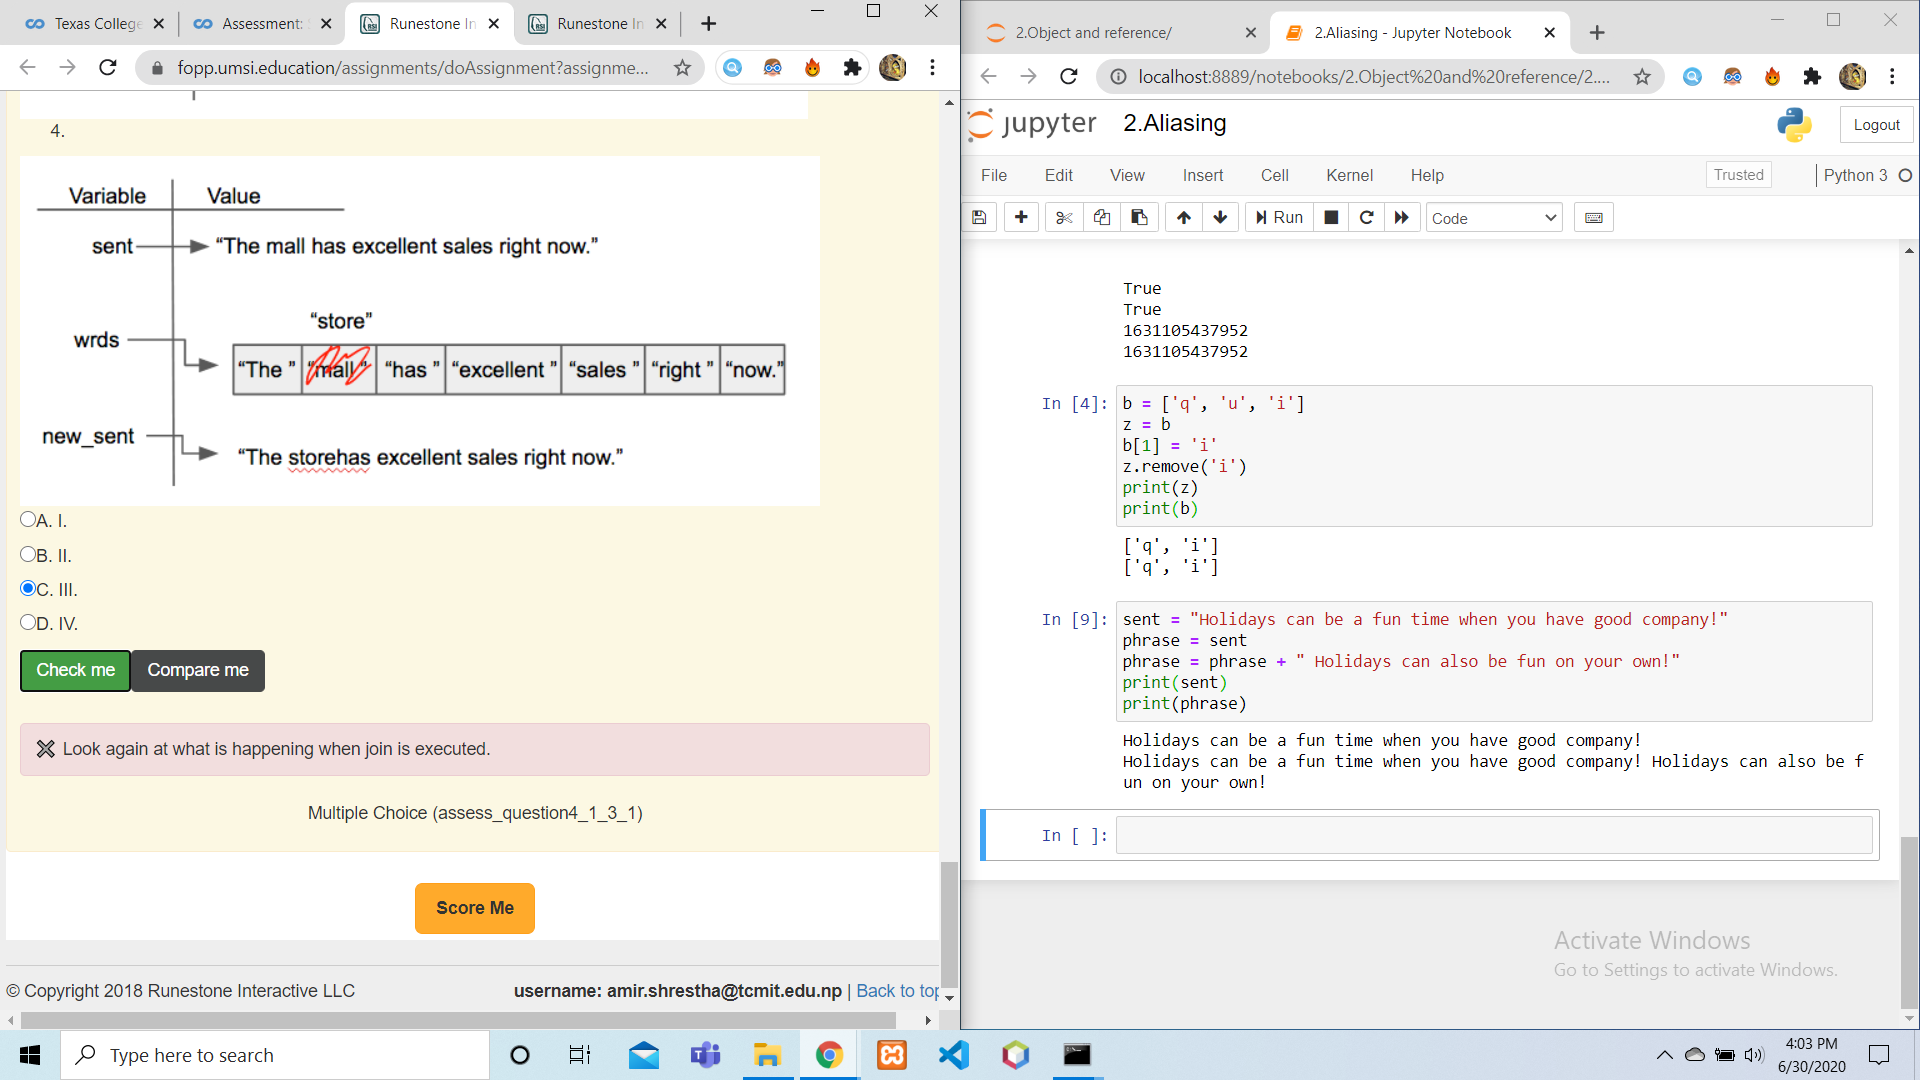 Texas College
Assessment:
Runestone In
Runestone In
fopp.umsi.education/assignments/doAssignment?assignme...
4.
Variable Value
sent “The mall has excellent sales right now.”
“store”
wrds
“The ” “mall ” “has ” “excellent ” “sales ” “right ” “now.”
new_sent
“The storehas excellent sales right now.”
A. I.
B. II.
C. III.
D. IV.
Check me Compare me
Look again at what is happening when join is executed.
Multiple Choice (assess_question4_1_3_1)
Score Me
© Copyright 2018 Runestone Interactive LLC
username: amir.shrestha@tcmit.edu.np | Back to top
2.Object and reference/
2.Aliasing - Jupyter Notebook
localhost:8889/notebooks/2.Object%20and%20reference/2....
jupyter 2.Aliasing
Logout
File Edit View Insert Cell Kernel Help
Trusted
Python 3
Run
Code
True
True
1631105437952
1631105437952
In [4]: b = ['q', 'u', 'i']
z = b
b[1] = 'i'
z.remove('i')
print(z)
print(b)
['q', 'i']
['q', 'i']
In [9]: sent = "Holidays can be a fun time when you have good company!"
phrase = sent
phrase = phrase + " Holidays can also be fun on your own!"
print(sent)
print(phrase)
Holidays can be a fun time when you have good company!
Holidays can be a fun time when you have good company! Holidays can also be f
un on your own!
In [ ]:
Activate Windows
Go to Settings to activate Windows.
Type here to search
4:03 PM
6/30/2020